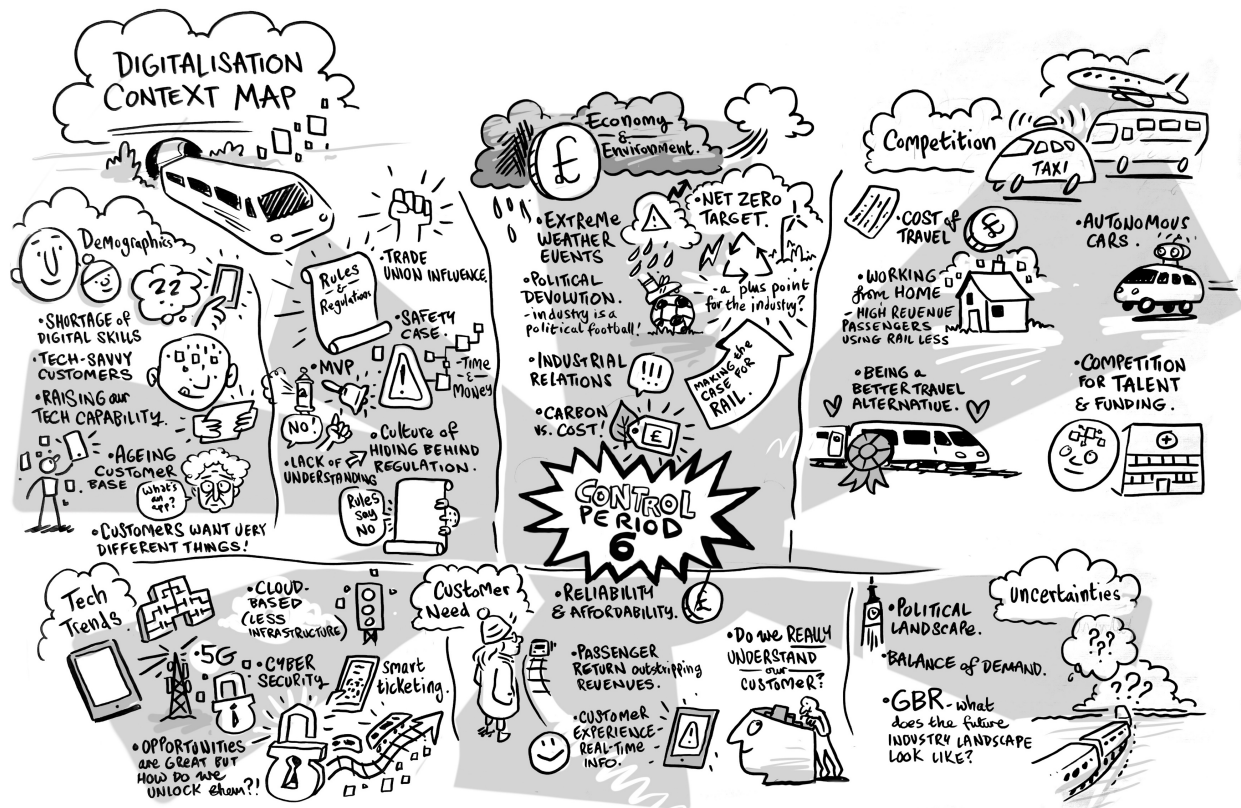 DIGITALISATION
CONTEXT MAP
Demographics
??
• SHORTAGE of
DIGITAL SKILLS
• TECH-SAVVY
CUSTOMERS
• RAISING our
TECH CAPABILITY.
• AGEING
CUSTOMER
BASE
What's
an
app?
• CUSTOMERS WANT VERY
DIFFERENT THINGS!
• TRADE
UNION INFLUENCE
Rules
&
Regulations
• SAFETY
CASE.
-Time
&
Money
• MVP
NO!
• LACK of
UNDERSTANDING
• Culture of
HIDING BEHIND
REGULATION.
Rules
SAY
NO
Economy
&
Environment.
£
• EXTREME
WEATHER
EVENTS
• NET ZERO
TARGET.
- a plus point
for the industry?
• POLITICAL
DEVOLUTION.
- industry is a
political football!
• INDUSTRIAL
RELATIONS
!!!
MAKING the
CASE FOR
RAIL.
• CARBON
vs. COST!
£
CONTROL
PERIOD
6
Competition
TAXI
• COST of
TRAVEL
£
• AUTONOMOUS
CARS.
• WORKING
from HOME
- HIGH REVENUE
PASSENGERS
USING RAIL LESS
• BEING A
BETTER TRAVEL
ALTERNATIVE.
• COMPETITION
FOR TALENT
& FUNDING.
Tech
Trends
• CLOUD-
BASED
(LESS
INFRASTRUCTURE)
• 5G
• CYBER
SECURITY
Smart
ticketing.
• OPPORTUNITIES
are GREAT BUT
HOW DO we
UNLOCK them?!
Customer
Need
• RELIABILITY
& AFFORDABILITY.
£
• PASSENGER
RETURN outstripping
REVENUES.
• CUSTOMER
EXPERIENCE-
REAL-TIME
INFO.
• Do we REALLY
UNDERSTAND
our
CUSTOMER?
Uncertainties
• POLITICAL
LANDSCAPE.
• BALANCE of DEMAND.
• GBR - what
does the future
INDUSTRY LANDSCAPE
LOOK LIKE?
??
???